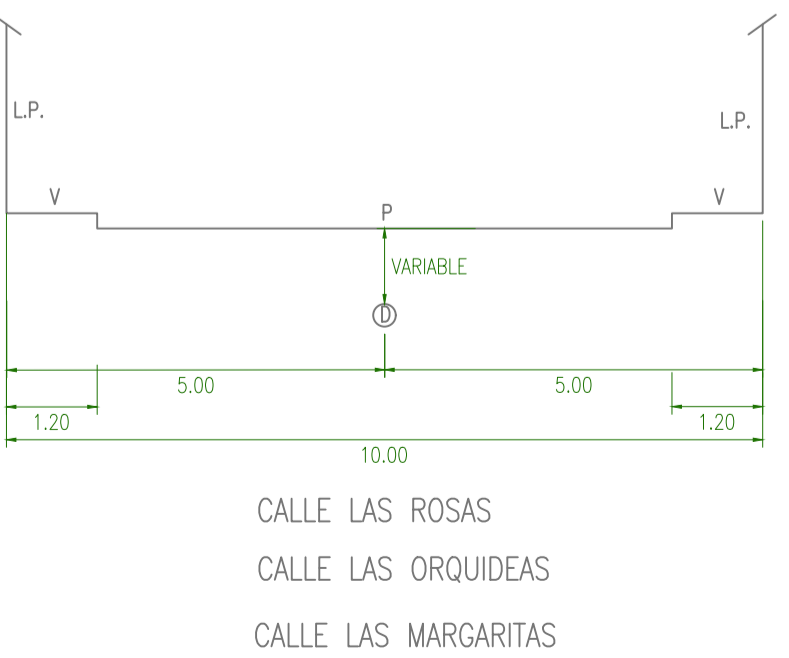 L.P.
L.P.
V
V
P
VARIABLE
D
5.00
5.00
1.20
1.20
10.00
CALLE LAS ROSAS
CALLE LAS ORQUIDEAS
CALLE LAS MARGARITAS